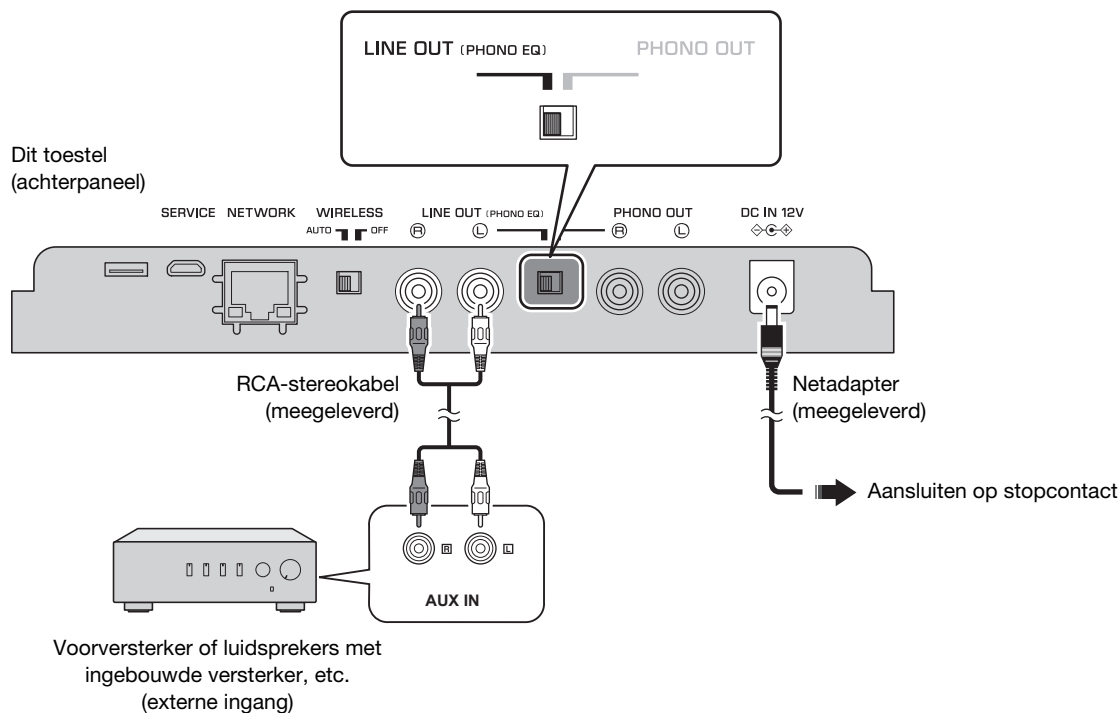 LINE OUT (PHONO EQ) PHONO OUT
Dit toestel
(achterpaneel)
SERVICE NETWORK WIRELESS LINE OUT (PHONO EQ) PHONO OUT DC IN 12V
AUTO OFF R L R L
RCA-stereokabel
(meegeleverd)
Netadapter
(meegeleverd)
Aansluiten op stopcontact
R L
AUX IN
Voorversterker of luidsprekers met
ingebouwde versterker, etc.
(externe ingang)